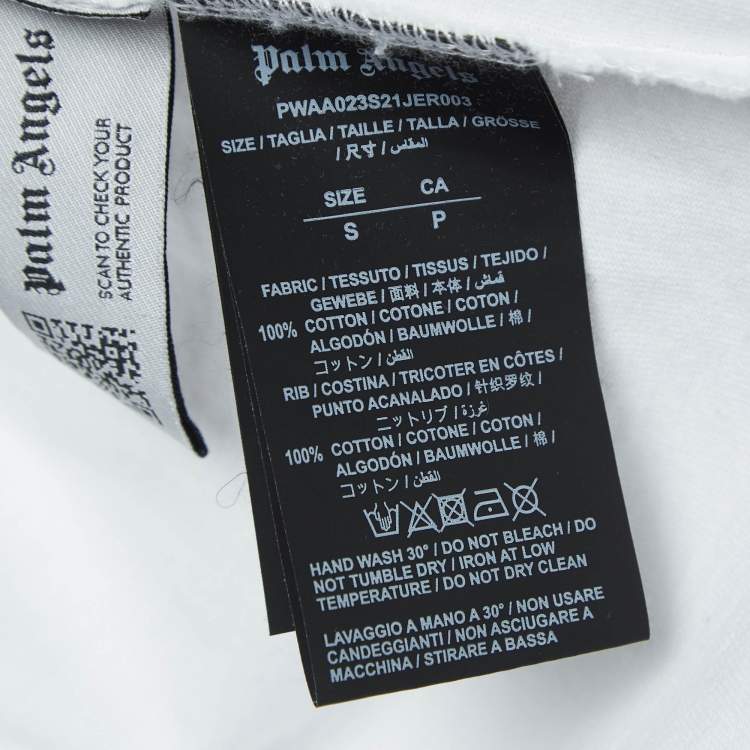 Palm Angels
SCAN TO CHECK YOUR
AUTHENTIC PRODUCT
Palm Angels
PWAA023S21JER003
SIZE / TAGLIA / TAILLE / TALLA / GRÖSSE
/ 尺寸 / المقاس /
SIZE CA
S P
FABRIC / TESSUTO / TISSUS / TEJIDO /
GEWEBE / 面料 / 本体 / قماش
100% COTTON / COTONE / COTON /
ALGODÓN / BAUMWOLLE / 棉 /
コットン / القطن
RIB / COSTINA / TRICOTER EN CÔTES /
PUNTO ACANALADO / 针织罗纹 /
ニットリブ / غرزة
100% COTTON / COTONE / COTON /
ALGODÓN / BAUMWOLLE / 棉 /
コットン / القطن
HAND WASH 30° / DO NOT BLEACH / DO
NOT TUMBLE DRY / IRON AT LOW
TEMPERATURE / DO NOT DRY CLEAN
LAVAGGIO A MANO A 30° / NON USARE
CANDEGGIANTI / NON ASCIUGARE A
MACCHINA / STIRARE A BASSA